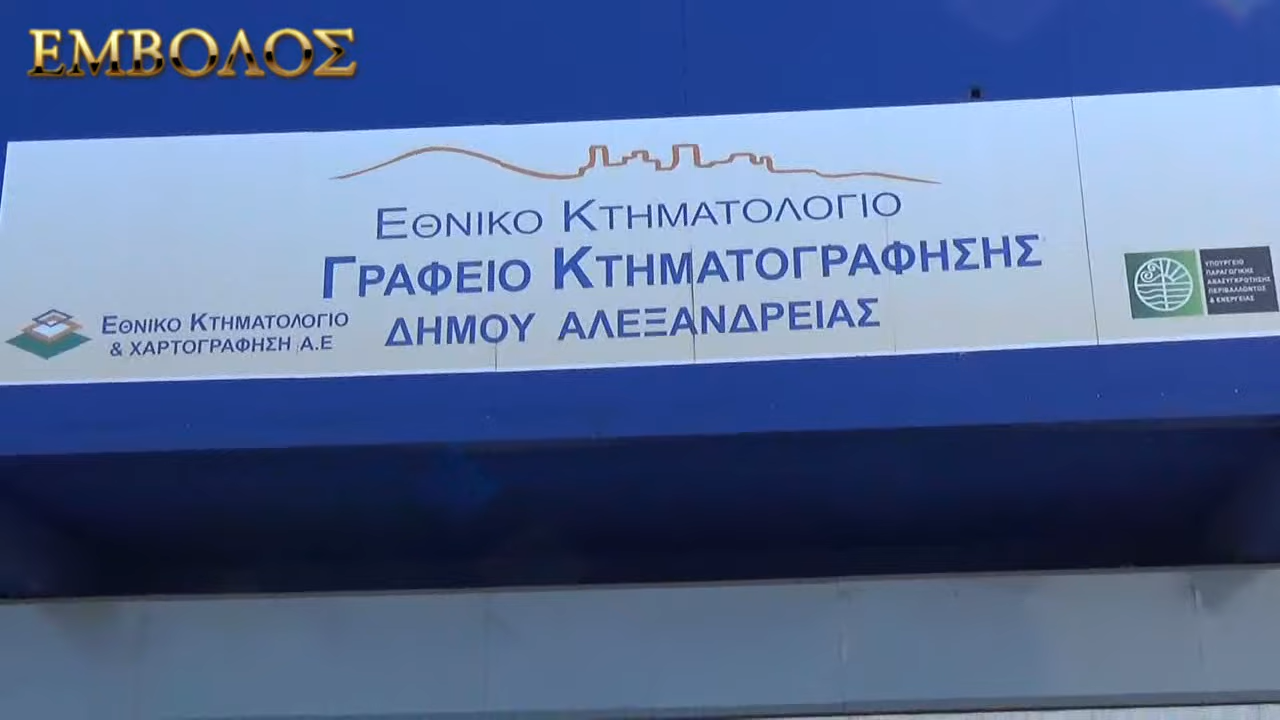 ΕΜΒΟΛΟΣ
ΕΘΝΙΚΟ ΚΤΗΜΑΤΟΛΟΓΙΟ
ΓΡΑΦΕΙΟ ΚΤΗΜΑΤΟΓΡΑΦΗΣΗΣ
ΔΗΜΟΥ ΑΛΕΞΑΝΔΡΕΙΑΣ
ΕΘΝΙΚΟ ΚΤΗΜΑΤΟΛΟΓΙΟ
& ΧΑΡΤΟΓΡΑΦΗΣΗ Α.Ε
ΥΠΟΥΡΓΕΙΟ
ΠΑΡΑΓΩΓΙΚΗΣ
ΑΝΑΣΥΓΚΡΟΤΗΣΗΣ
ΠΕΡΙΒΑΛΛΟΝΤΟΣ
& ΕΝΕΡΓΕΙΑΣ